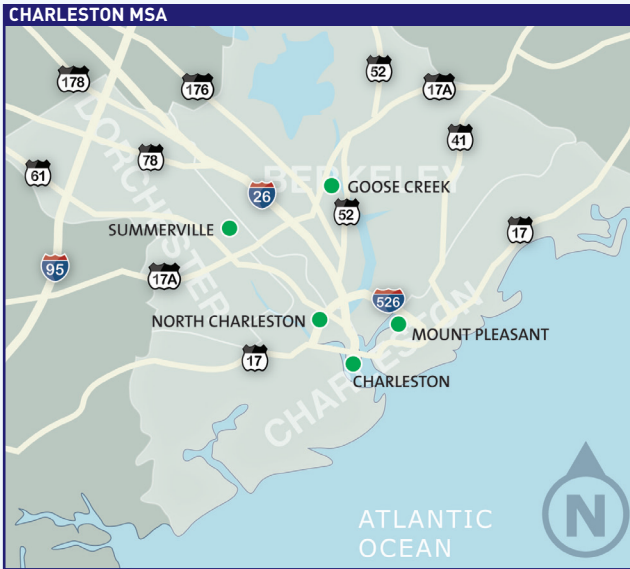 CHARLESTON MSA
178
176
52
17A
41
78
61
BERKELEY
DORCHESTER
26
GOOSE CREEK
52
17
SUMMERVILLE
95
17A
526
NORTH CHARLESTON
MOUNT PLEASANT
17
CHARLESTON
CHARLESTON
ATLANTIC
OCEAN
N